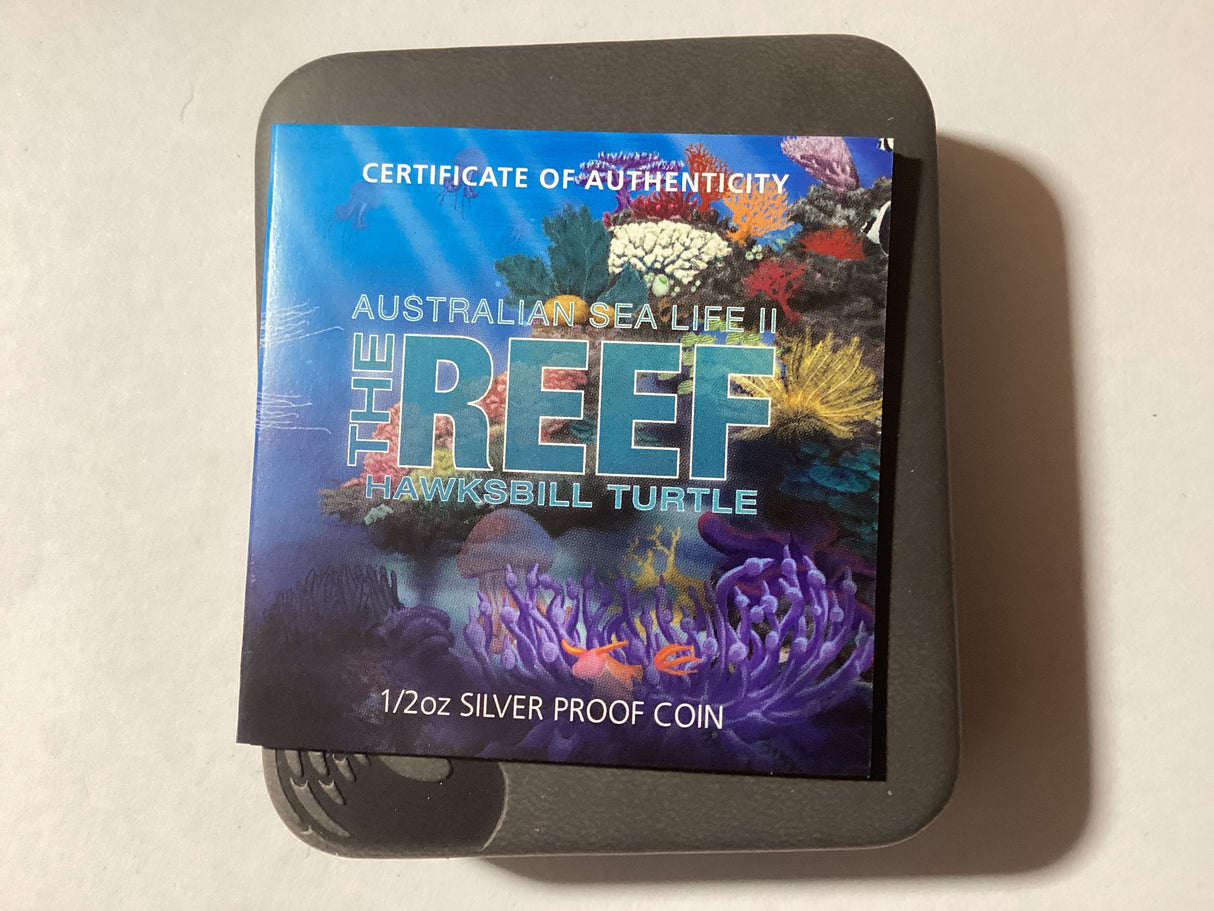 CERTIFICATE OF AUTHENTICITY
AUSTRALIAN SEA LIFE II
THE REEF
HAWKSBILL TURTLE
1/2oz SILVER PROOF COIN